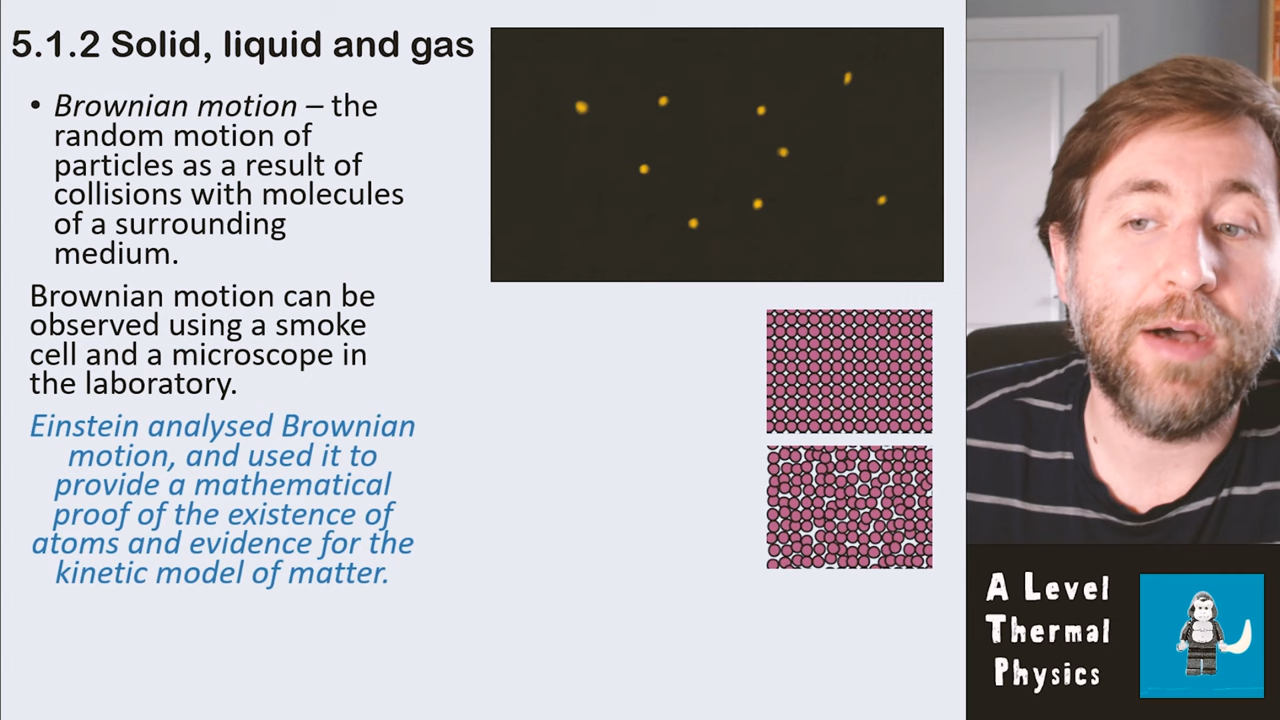 5.1.2 Solid, liquid and gas
• Brownian motion – the
random motion of
particles as a result of
collisions with molecules
of a surrounding
medium.
Brownian motion can be
observed using a smoke
cell and a microscope in
the laboratory.
Einstein analysed Brownian
motion, and used it to
provide a mathematical
proof of the existence of
atoms and evidence for the
kinetic model of matter.
A Level
Thermal
Physics